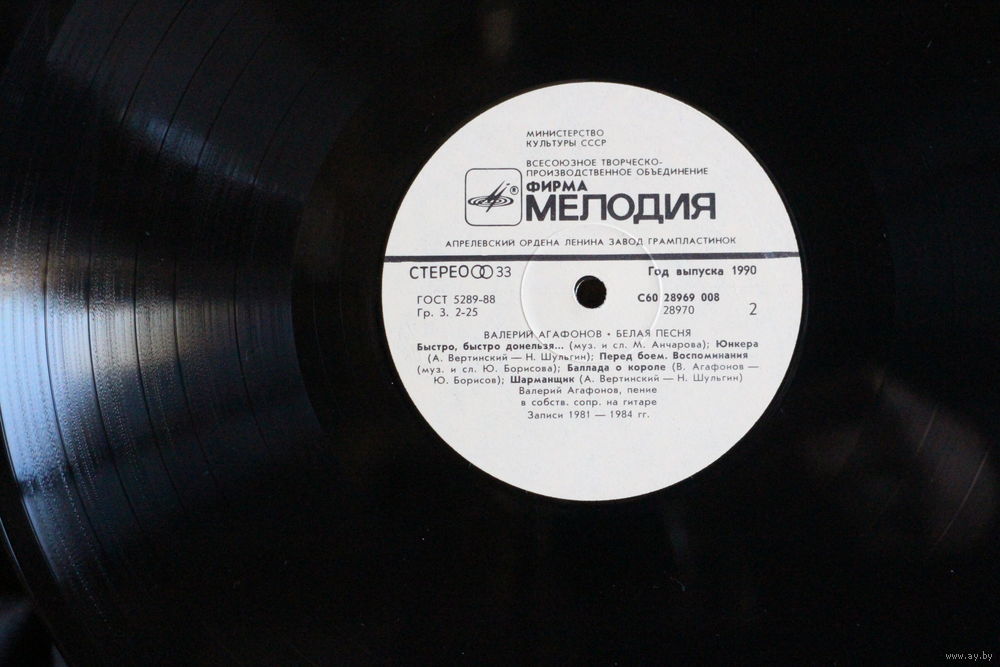 МИНИСТЕРСТВО
КУЛЬТУРЫ СССР
ВСЕСОЮЗНОЕ ТВОРЧЕСКО-
ПРОИЗВОДСТВЕННОЕ ОБЪЕДИНЕНИЕ
ФИРМА
®
МЕЛОДИЯ
АПРЕЛЕВСКИЙ ОРДЕНА ЛЕНИНА ЗАВОД ГРАМПЛАСТИНОК
СТЕРЕО 33
Год выпуска 1990
ГОСТ 5289-88
Гр. 3. 2-25
С60 28969 008
28970
2
ВАЛЕРИЙ АГАФОНОВ • БЕЛАЯ ПЕСНЯ
Быстро, быстро донельзя... (муз. и сл. М. Анчарова); Юнкера
(А. Вертинский — Н. Шульгин); Перед боем. Воспоминания
(муз. и сл. Ю. Борисова); Баллада о короле (В. Агафонов —
Ю. Борисов); Шарманщик (А. Вертинский — Н. Шульгин)
Валерий Агафонов, пение
в собств. сопр. на гитаре
Записи 1981 — 1984 гг.
www.ay.by